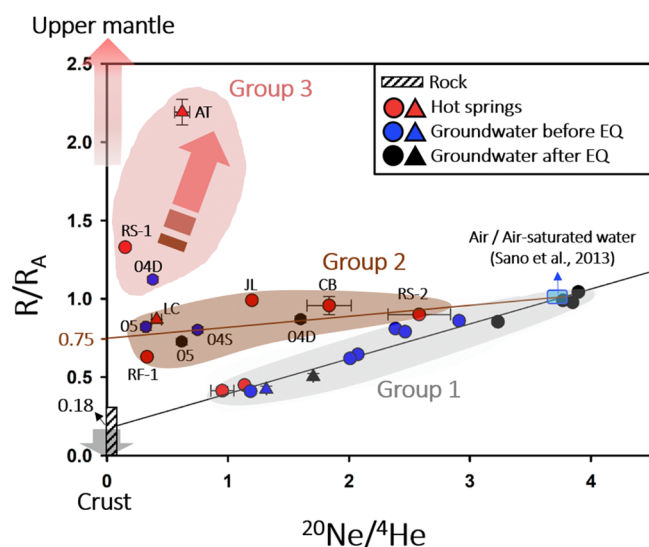 Upper mantle
2.5
2.0
1.5
1.0
0.75
0.5
0.18
0.0
R/RA
Group 3
AT
RS-1
04D
Rock
Hot springs
Groundwater before EQ
Groundwater after EQ
Air / Air-saturated water
(Sano et al., 2013)
Group 2
JL
CB
RS-2
LC
05
04S
04D
05
RF-1
Group 1
0
1
2
3
4
Crust
20Ne/4He